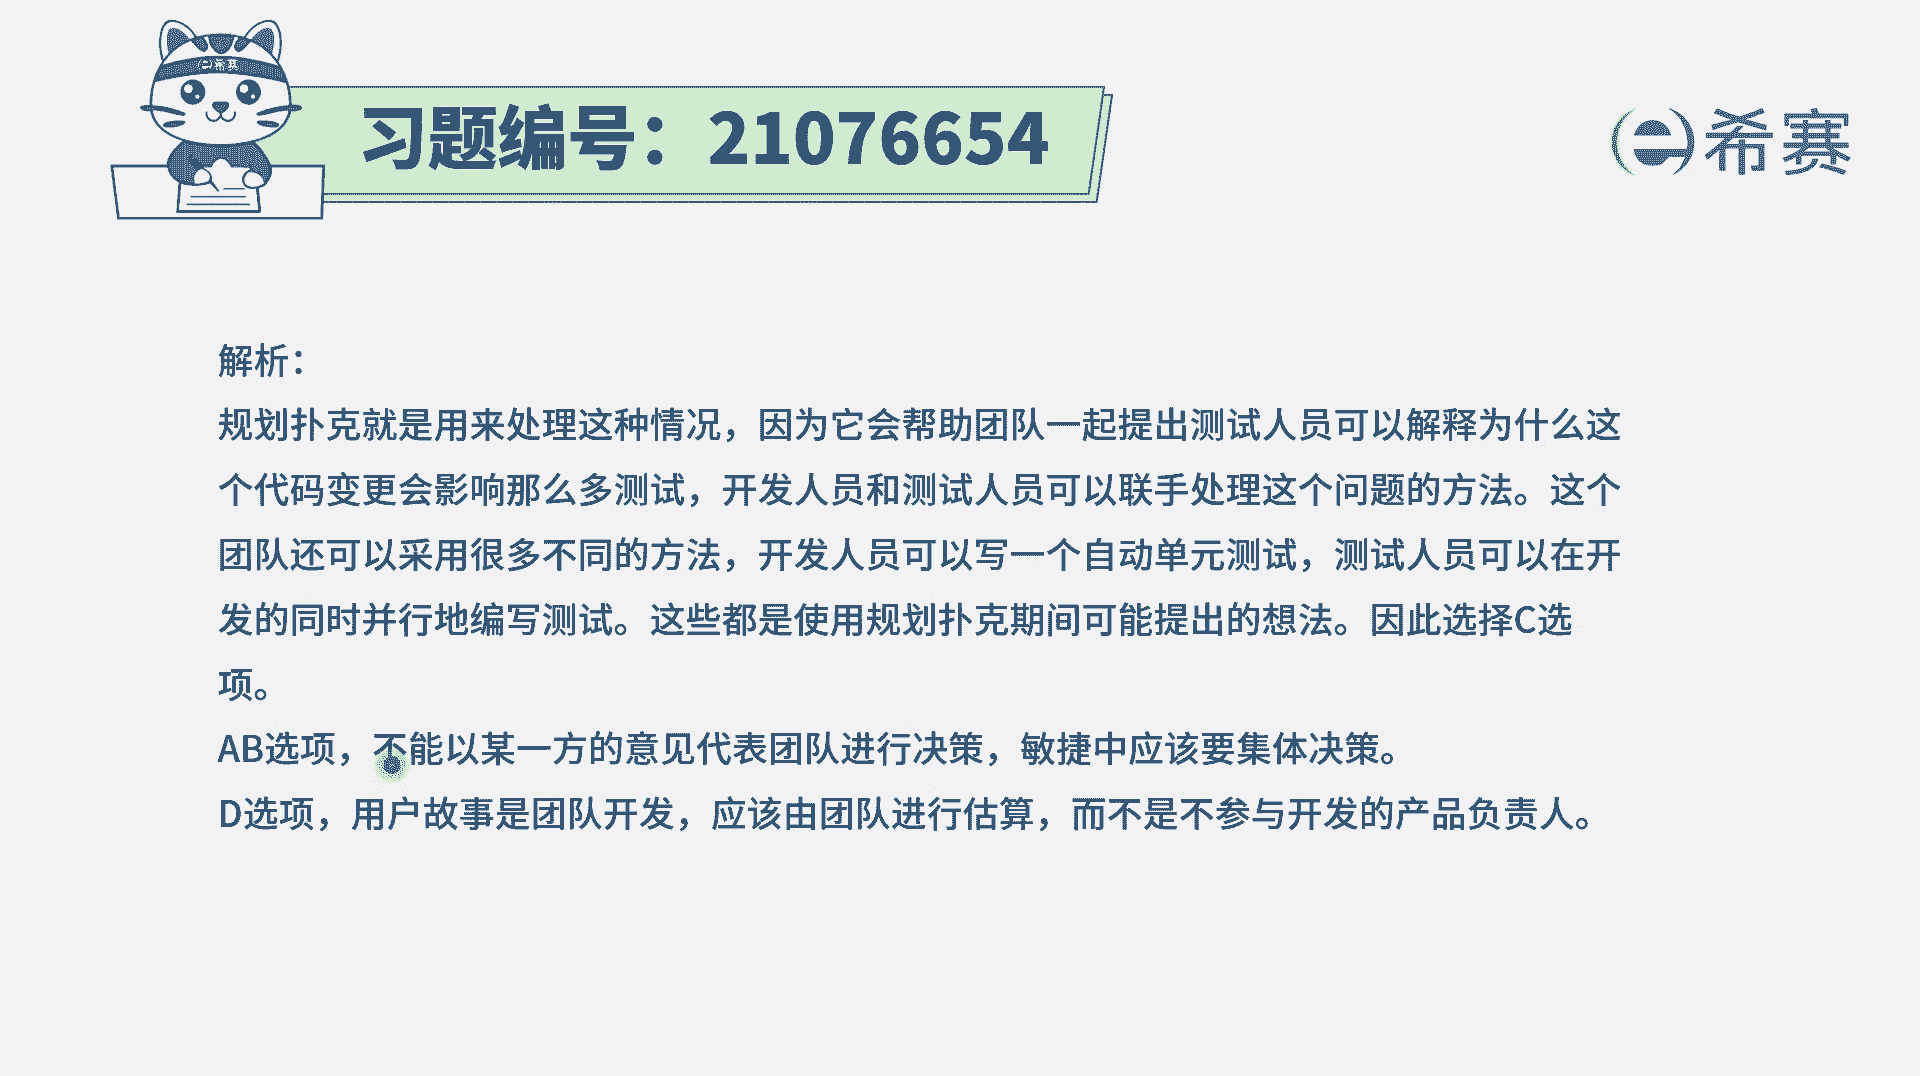 e希赛
习题编号：21076654
e希赛
解析：
规划扑克就是用来处理这种情况，因为它会帮助团队一起提出测试人员可以解释为什么这
个代码变更会影响那么多测试，开发人员和测试人员可以联手处理这个问题的方法。这个
团队还可以采用很多不同的方法，开发人员可以写一个自动单元测试，测试人员可以在开
发的同时并行地编写测试。这些都是使用规划扑克期间可能提出的想法。因此选择C选
项。
AB选项，不能以某一方的意见代表团队进行决策，敏捷中应该要集体决策。
D选项，用户故事是团队开发，应该由团队进行估算，而不是不参与开发的产品负责人。